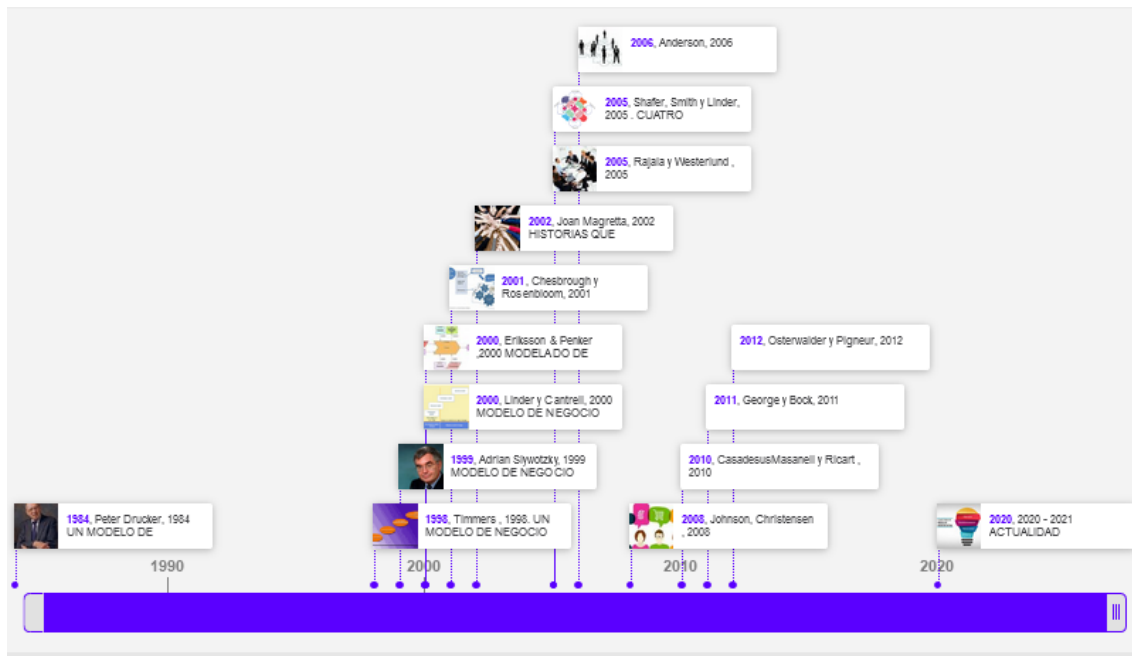 2006, Anderson, 2006
2005, Shafer, Smith y Linder,
2005 . CUATRO
2005, Rajala y Westerlund ,
2005
2002, Joan Magretta, 2002
HISTORIAS QUE
2001, Chesbrough y
Rosenbloom, 2001
2000, Eriksson & Penker
,2000 MODELADO DE
2012, Osterwalder y Pigneur, 2012
2000, Linder y Cantrell, 2000
MODELO DE NEGOCIO
2011, George y Bock, 2011
1999, Adrian Slywotzky, 1999
MODELO DE NEGOCIO
2010, CasadesusMasanell y Ricart ,
2010
1984, Peter Drucker, 1984
UN MODELO DE
1998, Timmers , 1998. UN
MODELO DE NEGOCIO
2008, Johnson, Christensen
, 2008
2020, 2020 - 2021
ACTUALIDAD
1990
2000
2010
2020